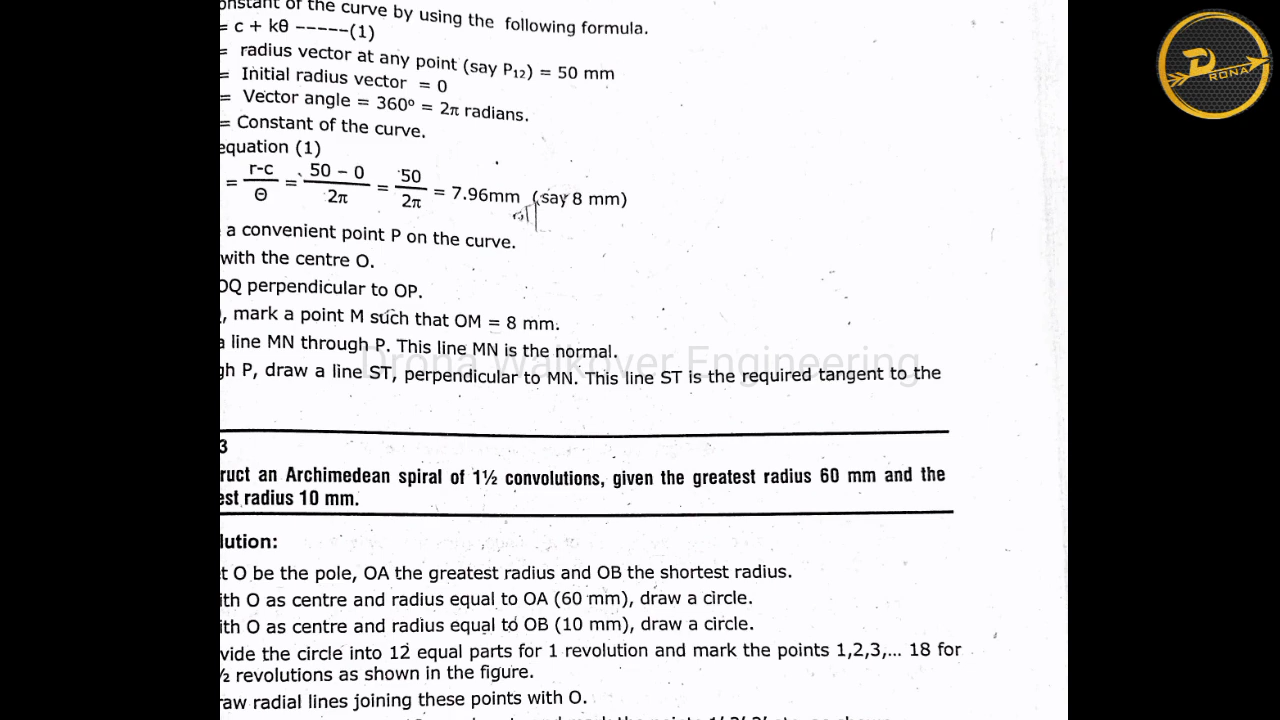 of the curve by using the following formula.
= c + kθ -----(1)
= radius vector at any point (say P₁₂) = 50 mm
= Initial radius vector = 0
= Vector angle = 360º = 2π radians.
= Constant of the curve.
equation (1)
= r-c/Θ = 50 – 0/2π = 50/2π = 7.96mm (say 8 mm)
a convenient point P on the curve.
with the centre O.
OQ perpendicular to OP.
, mark a point M such that OM = 8 mm.
a line MN through P. This line MN is the normal.
gh P, draw a line ST, perpendicular to MN. This line ST is the required tangent to the
Drona Walkover Engineering
3
ruct an Archimedean spiral of 1½ convolutions, given the greatest radius 60 mm and the
est radius 10 mm.
lution:
t O be the pole, OA the greatest radius and OB the shortest radius.
ith O as centre and radius equal to OA (60 mm), draw a circle.
ith O as centre and radius equal to OB (10 mm), draw a circle.
vide the circle into 12 equal parts for 1 revolution and mark the points 1,2,3,... 18 for
½ revolutions as shown in the figure.
raw radial lines joining these points with O.
DRONA